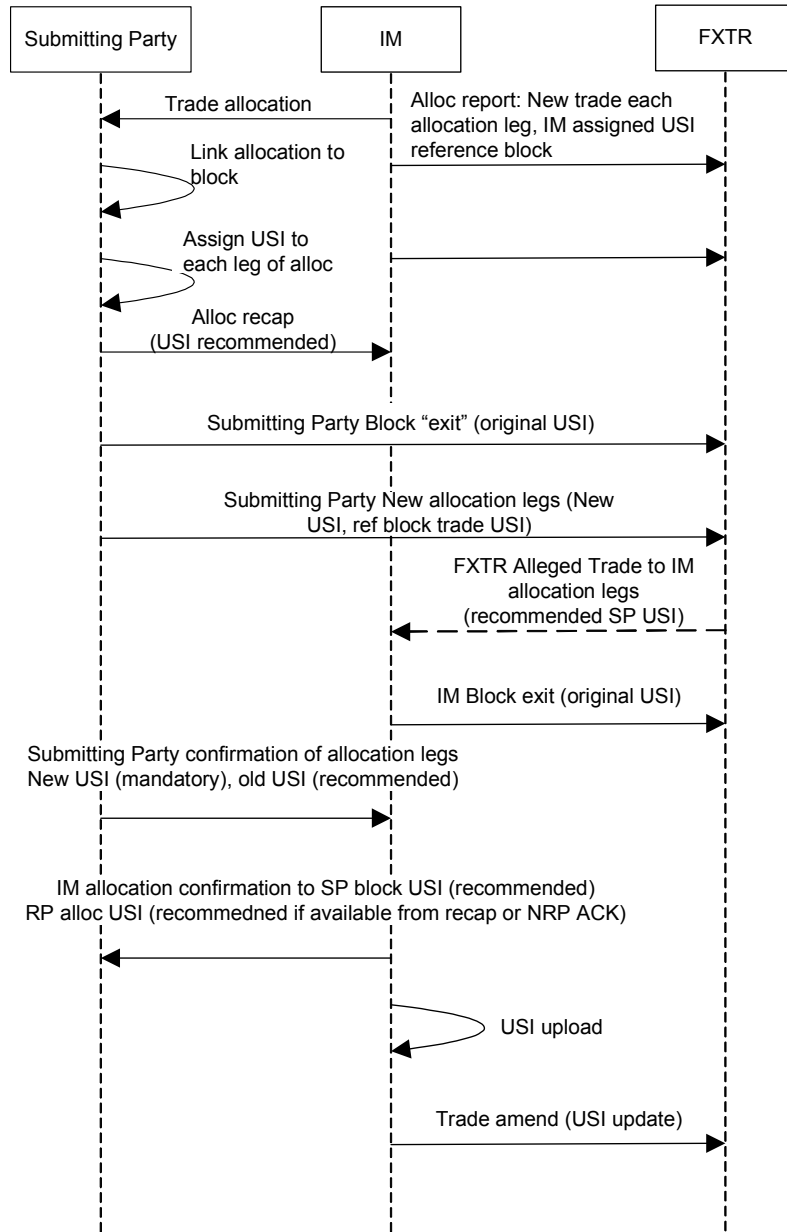 Submitting Party
IM
FXTR
Trade allocation
Alloc report: New trade each
allocation leg, IM assigned USI
reference block
Link allocation to
block
Assign USI to
each leg of alloc
Alloc recap
(USI recommended)
Submitting Party Block “exit” (original USI)
Submitting Party New allocation legs (New
USI, ref block trade USI)
FXTR Alleged Trade to IM
allocation legs
(recommended SP USI)
IM Block exit (original USI)
Submitting Party confirmation of allocation legs
New USI (mandatory), old USI (recommended)
IM allocation confirmation to SP block USI (recommended)
RP alloc USI (recommedned if available from recap or NRP ACK)
USI upload
Trade amend (USI update)